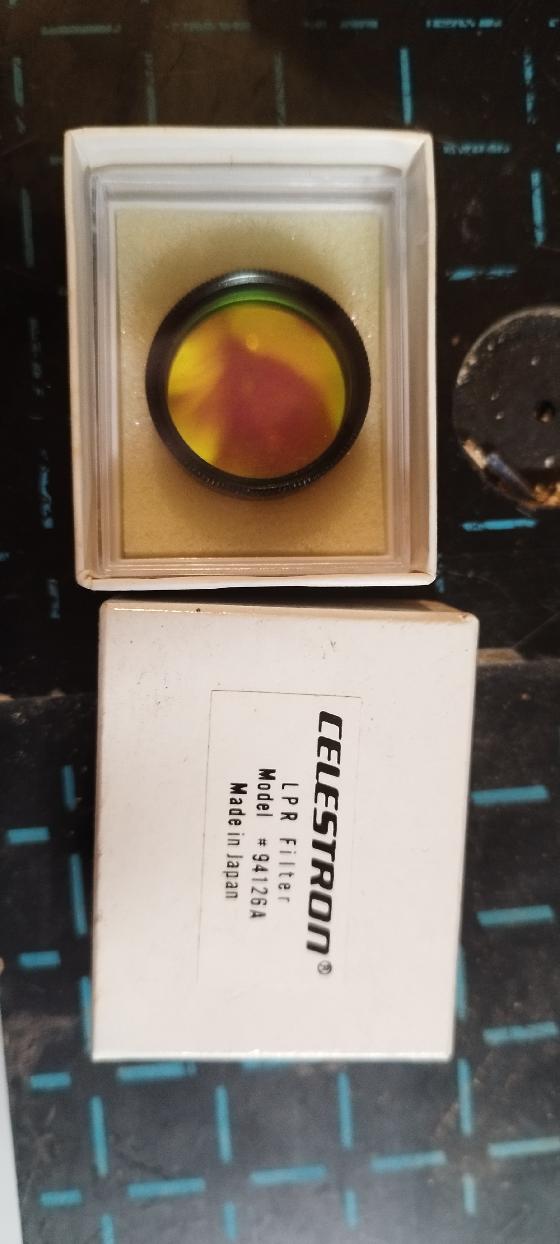 CELESTRON®
LPR Filter
Model #94126A
Made in Japan